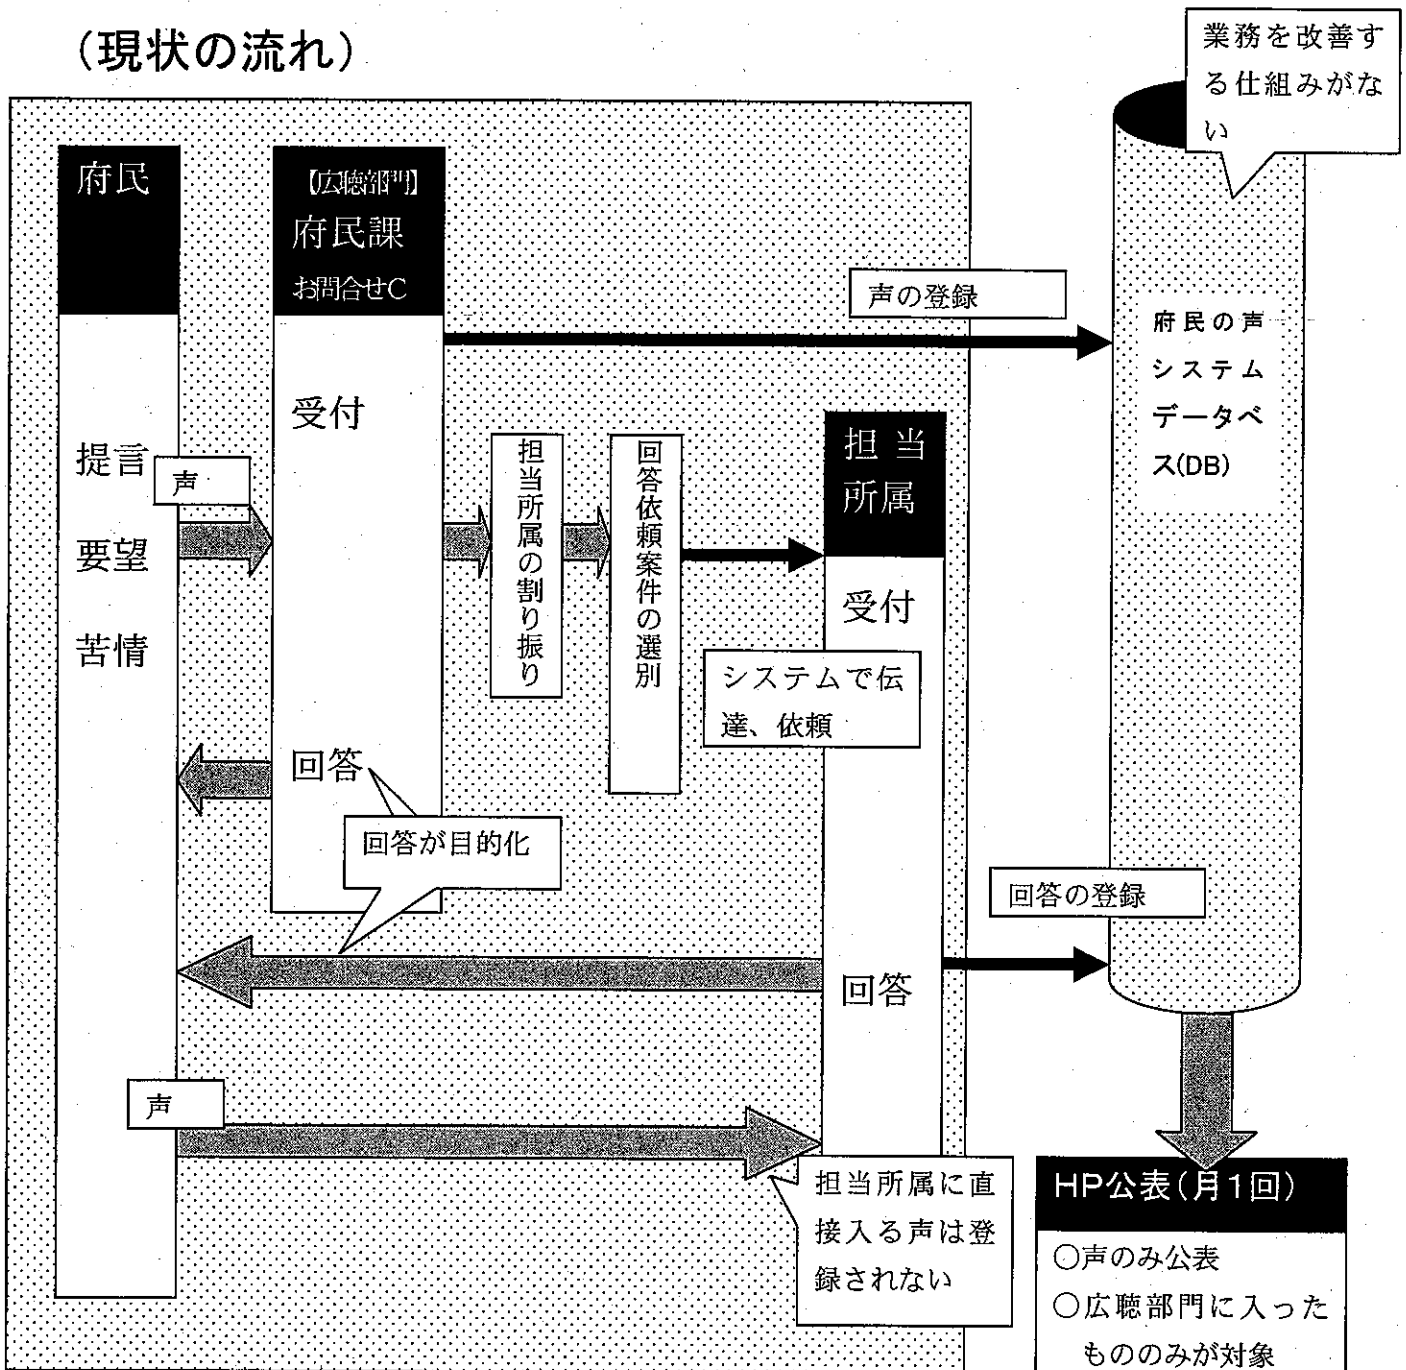 （現状の流れ）
業務を改善す
る仕組みがな
い
府民
【広聴部門】
府民課
お問合せC
声の登録
府民の声
システム
データベ
ス(DB)
受付
提言
声
要望
苦情
担当所属の割り振り
回答依頼案件の選別
担当
所属
受付
システムで伝
達、依頼
回答
回答が目的化
回答の登録
回答
声
担当所属に直
接入る声は登
録されない
HP公表(月1回)
○声のみ公表
○広聴部門に入った
もののみが対象